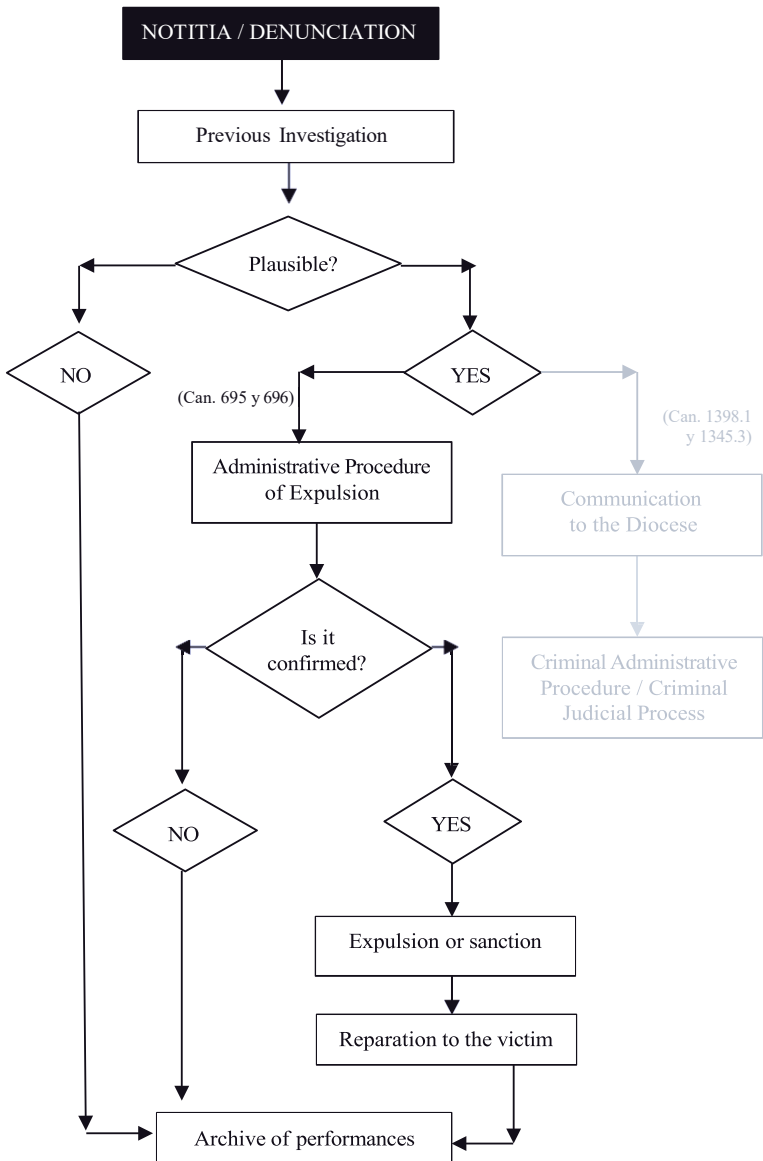 NOTITIA / DENUNCIATION
Previous Investigation
Plausible?
NO
YES
(Can. 695 y 696)
(Can. 1398.1
y 1345.3)
Administrative Procedure
of Expulsion
Communication
to the Diocese
Is it
confirmed?
Criminal Administrative
Procedure / Criminal
Judicial Process
NO
YES
Expulsion or sanction
Reparation to the victim
Archive of performances